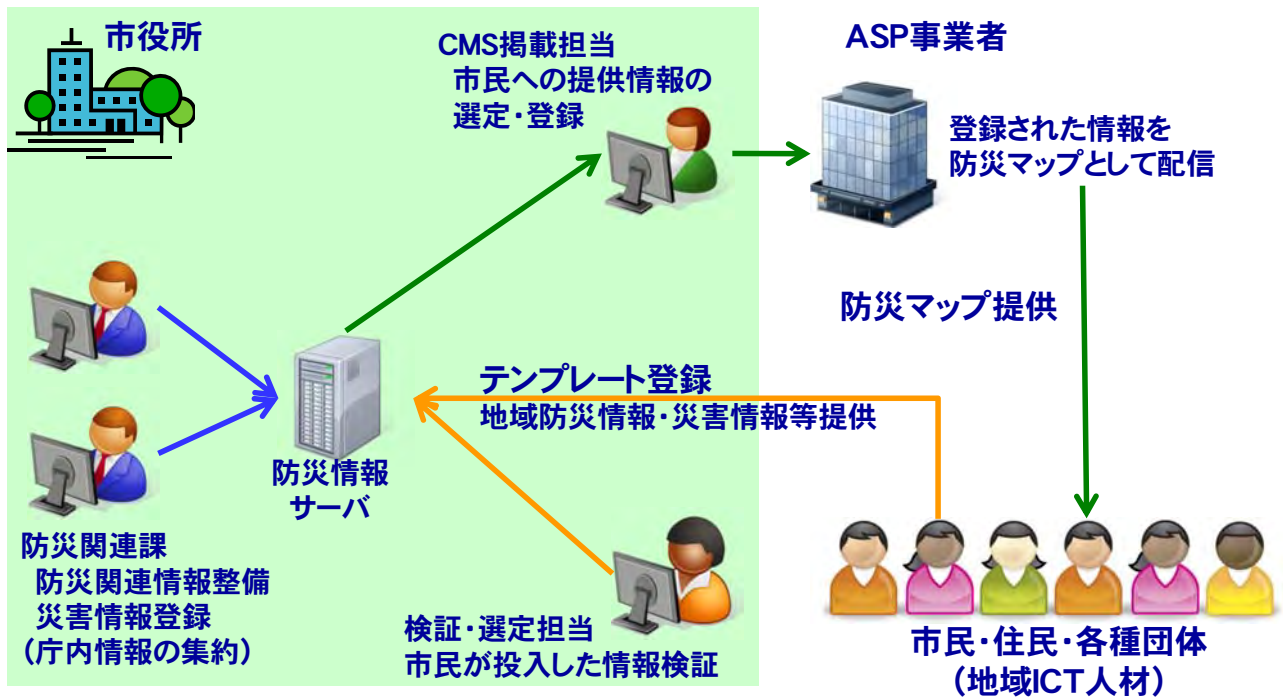 市役所
CMS掲載担当
市民への提供情報の
選定・登録
ASP事業者
登録された情報を
防災マップとして配信
防災マップ提供
テンプレート登録
地域防災情報・災害情報等提供
防災情報
サーバ
防災関連課
防災関連情報整備
災害情報登録
(庁内情報の集約)
検証・選定担当
市民が投入した情報検証
市民・住民・各種団体
(地域ICT人材)